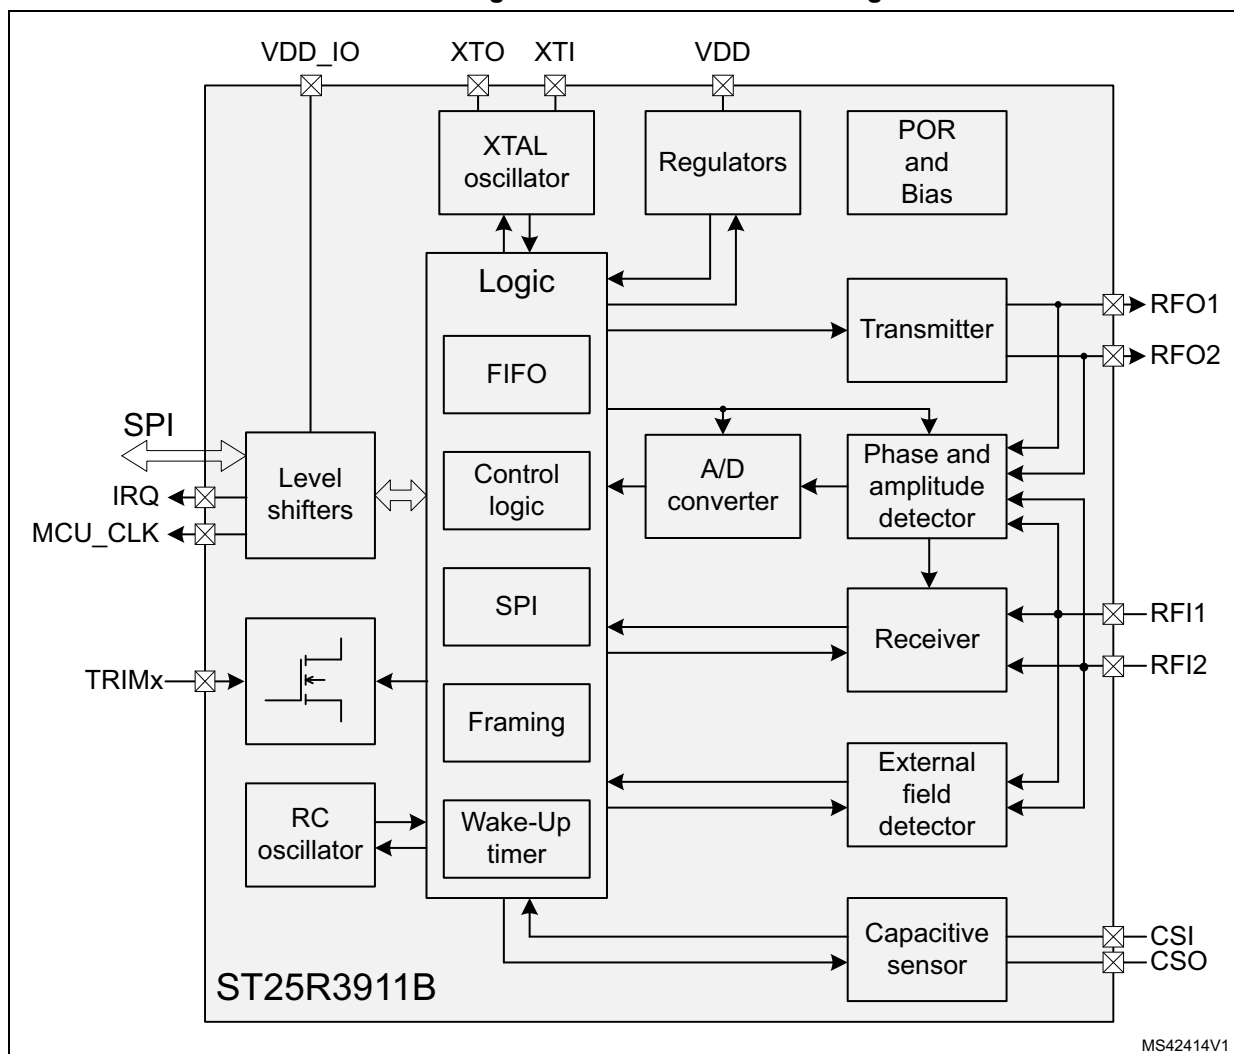 VDD_IO
XTO
XTI
VDD
XTAL
oscillator
Regulators
POR
and
Bias
Logic
FIFO
Control
logic
SPI
Framing
Wake-Up
timer
Transmitter
RFO1
RFO2
SPI
Level
shifters
IRQ
MCU_CLK
A/D
converter
Phase and
amplitude
detector
Receiver
RFI1
RFI2
TRIMx
External
field
detector
RC
oscillator
Capacitive
sensor
CSI
CSO
ST25R3911B
MS42414V1